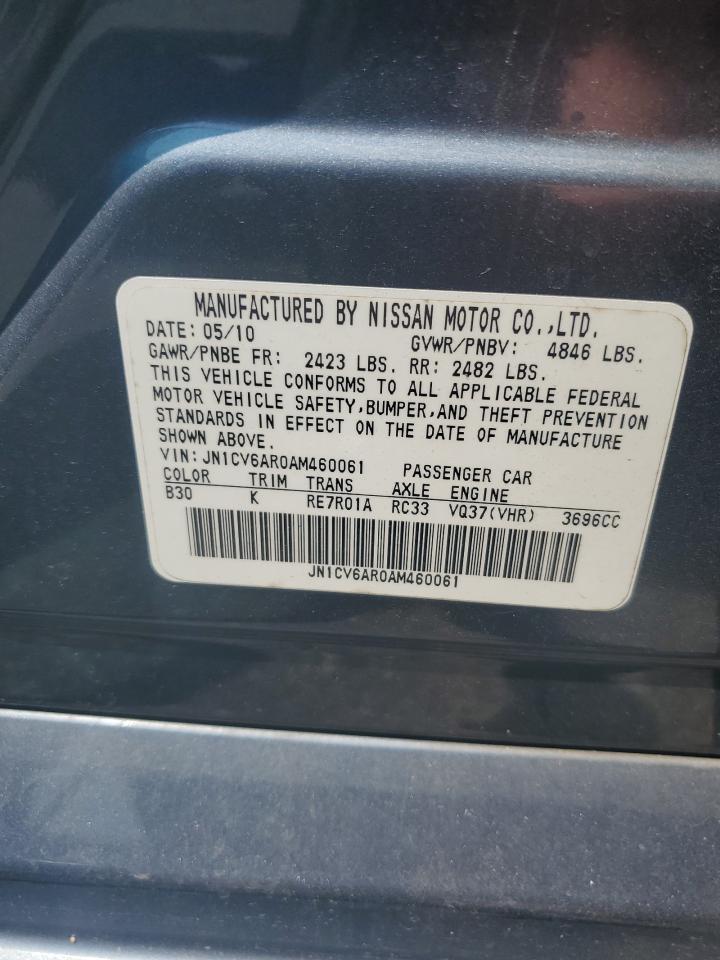 MANUFACTURED BY NISSAN MOTOR CO.,LTD.
DATE: 05/10 GVWR/PNBV: 4846 LBS.
GAWR/PNBE FR: 2423 LBS. RR: 2482 LBS.
THIS VEHICLE CONFORMS TO ALL APPLICABLE FEDERAL
MOTOR VEHICLE SAFETY,BUMPER,AND THEFT PREVENTION
STANDARDS IN EFFECT ON THE DATE OF MANUFACTURE
SHOWN ABOVE.
VIN:JN1CV6AR0AM460061 PASSENGER CAR
COLOR TRIM TRANS AXLE ENGINE
B30 K RE7R01A RC33 VQ37(VHR) 3696CC
JN1CV6AR0AM460061